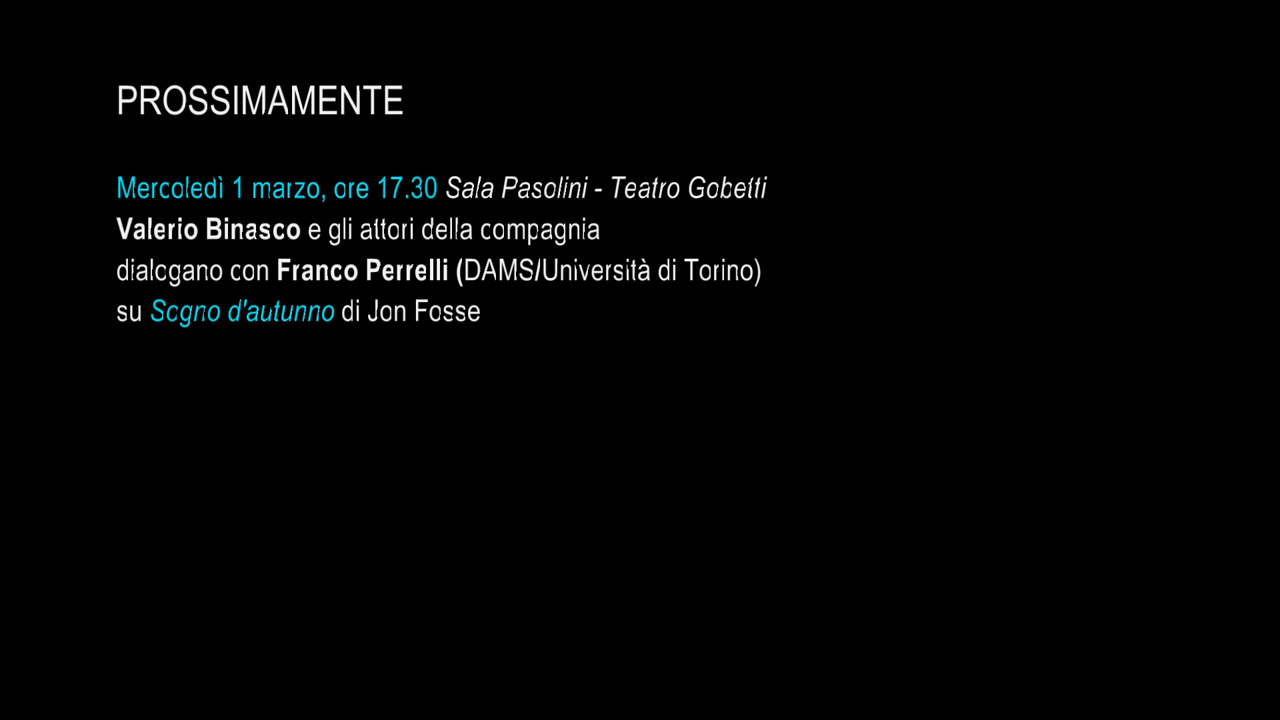 PROSSIMAMENTE
Mercoledì 1 marzo, ore 17.30 Sala Pasolini - Teatro Gobetti
Valerio Binasco e gli attori della compagnia
dialogano con Franco Perrelli (DAMS/Università di Torino)
su Sogno d'autunno di Jon Fosse